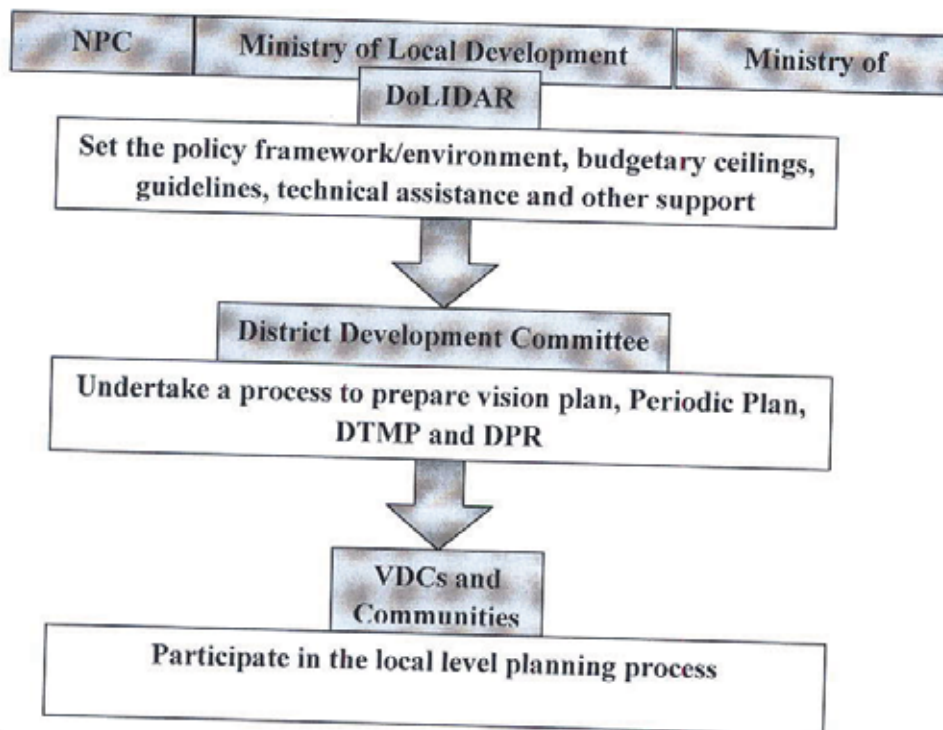 NPC
Ministry of Local Development
Ministry of
DoLIDAR
Set the policy framework/environment, budgetary ceilings,
guidelines, technical assistance and other support
District Development Committee
Undertake a process to prepare vision plan, Periodic Plan,
DTMP and DPR
VDCs and
Communities
Participate in the local level planning process